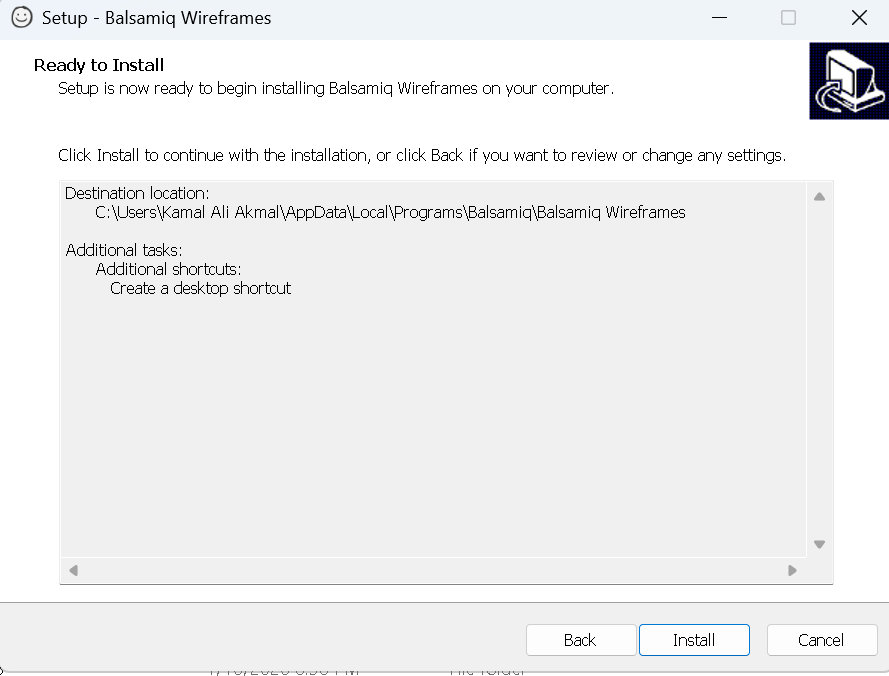 Setup - Balsamiq Wireframes
Ready to Install
Setup is now ready to begin installing Balsamiq Wireframes on your computer.
Click Install to continue with the installation, or click Back if you want to review or change any settings.
Destination location:
C:\Users\Kamal Ali Akmal\AppData\Local\Programs\Balsamiq\Balsamiq Wireframes
Additional tasks:
Additional shortcuts:
Create a desktop shortcut
Back
Install
Cancel